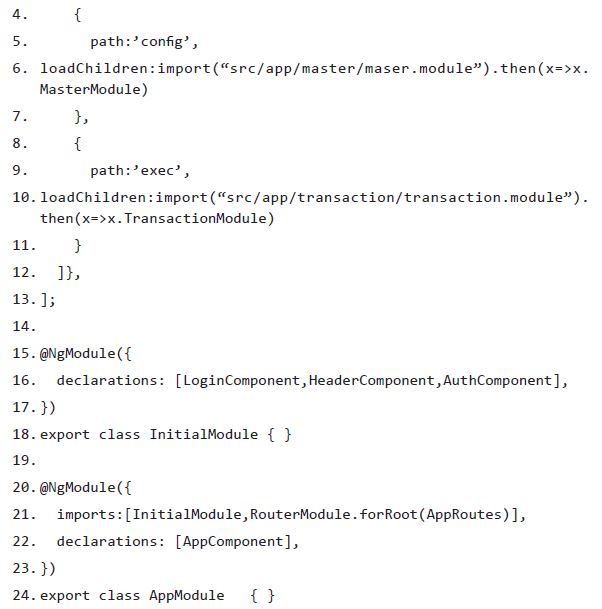 4.      {
5.        path:’config’,
6. loadChildren:import(“src/app/master/maser.module”).then(x=>x.
MasterModule)
7.      },
8.      {
9.        path:’exec’,
10. loadChildren:import(“src/app/transaction/transaction.module”).
then(x=>x.TransactionModule)
11.     }
12.   ]},
13. ];
14.
15. @NgModule({
16.   declarations: [LoginComponent,HeaderComponent,AuthComponent],
17. })
18. export class InitialModule { }
19.
20. @NgModule({
21.   imports:[InitialModule,RouterModule.forRoot(AppRoutes)],
22.   declarations: [AppComponent],
23. })
24. export class AppModule   { }